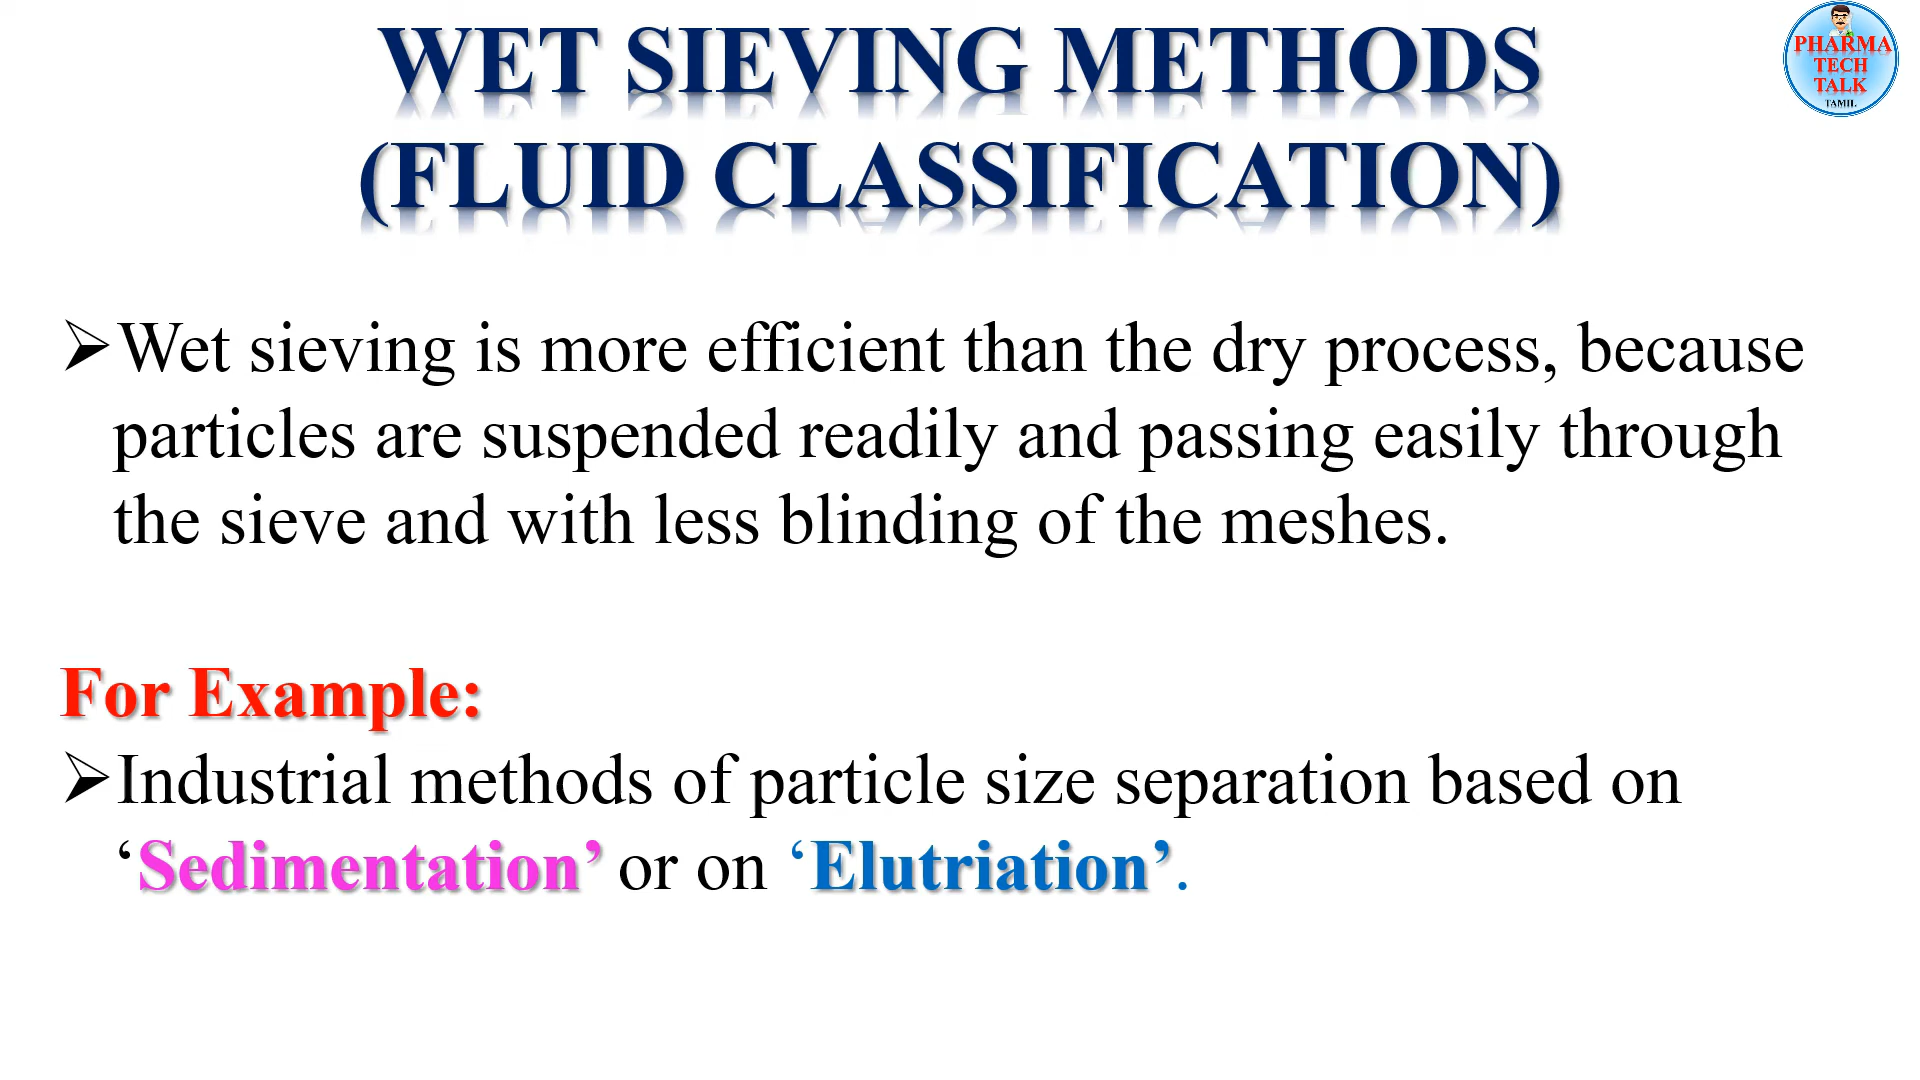 WET SIEVING METHODS
(FLUID CLASSIFICATION)
PHARMA
TECH
TALK
TAMIL
➢Wet sieving is more efficient than the dry process, because
particles are suspended readily and passing easily through
the sieve and with less blinding of the meshes.
For Example:
➢Industrial methods of particle size separation based on
‘Sedimentation’ or on ‘Elutriation’.